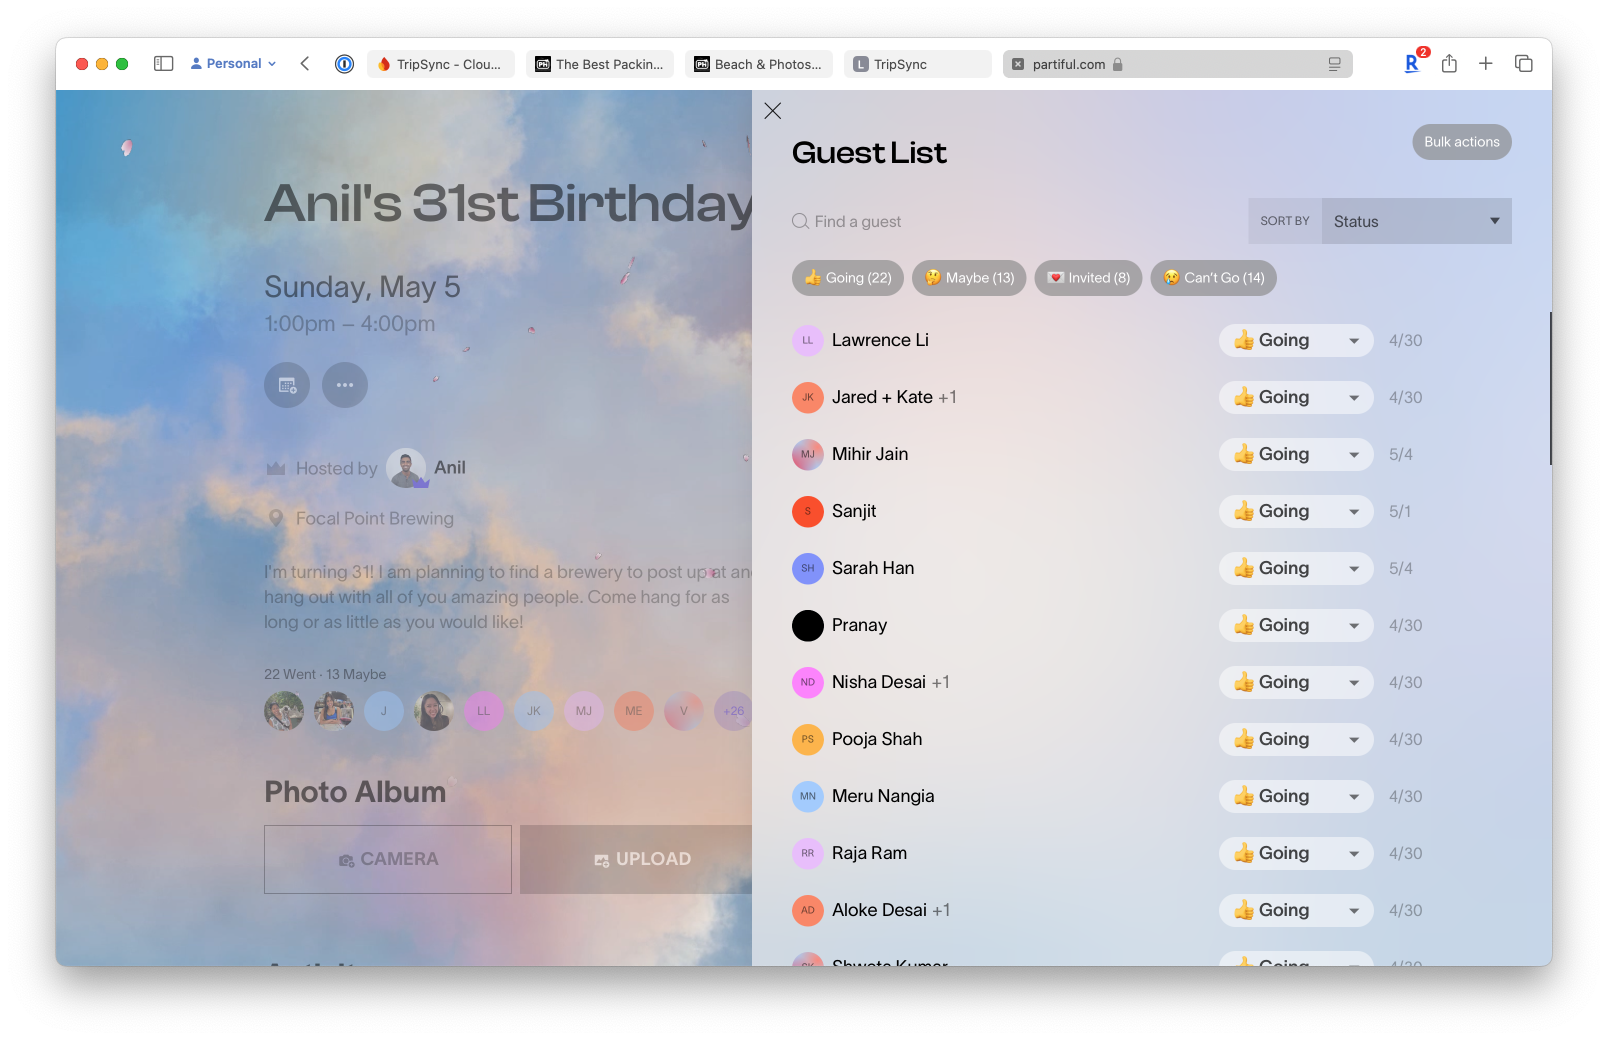 Personal
TripSync - Clou...
PH
The Best Packin...
PH
Beach & Photos...
L
TripSync
partiful.com
R
2
Anil's 31st Birthday
Sunday, May 5
1:00pm – 4:00pm
Hosted by
Anil
Focal Point Brewing
I'm turning 31! I am planning to find a brewery to post up at an
hang out with all of you amazing people. Come hang for as
long or as little as you would like!
22 Went · 13 Maybe
J
LL
JK
MJ
ME
V
+26
Photo Album
CAMERA
UPLOAD
Guest List
Bulk actions
Find a guest
SORT BY
Status
👍 Going (22)
🤔 Maybe (13)
💌 Invited (8)
😢 Can't Go (14)
LL Lawrence Li 👍 Going 4/30
JK Jared + Kate +1 👍 Going 4/30
MJ Mihir Jain 👍 Going 5/4
S Sanjit 👍 Going 5/1
SH Sarah Han 👍 Going 5/4
Pranay 👍 Going 4/30
ND Nisha Desai +1 👍 Going 4/30
PS Pooja Shah 👍 Going 4/30
MN Meru Nangia 👍 Going 4/30
RR Raja Ram 👍 Going 4/30
AD Aloke Desai +1 👍 Going 4/30
SK Shweta Kumar 👍 Going 4/30